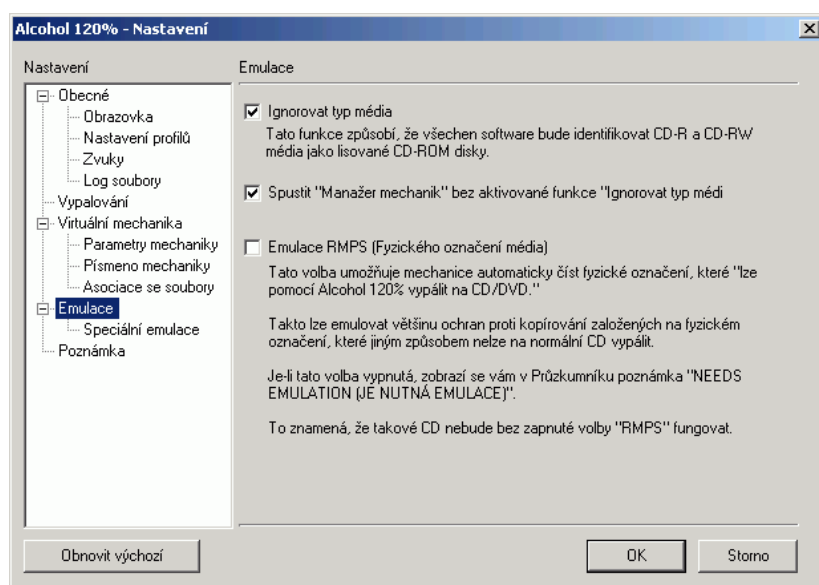 Alcohol 120% - Nastavení
Nastavení
Emulace
Obecné
Obrazovka
Nastavení profilů
Zvuky
Log soubory
Vypalování
Virtuální mechanika
Parametry mechaniky
Písmeno mechaniky
Asociace se soubory
Emulace
Speciální emulace
Poznámka
Ignorovat typ média
Tato funkce způsobí, že všechen software bude identifikovat CD-R a CD-RW
média jako lisované CD-ROM disky.
Spustit "Manažer mechanik" bez aktivované funkce "Ignorovat typ médi
Emulace RMPS (Fyzického označení média)
Tato volba umožňuje mechanice automaticky číst fyzické označení, které "lze
pomocí Alcohol 120% vypálit na CD/DVD."
Takto lze emulovat většinu ochran proti kopírování založených na fyzickém
označení, které jiným způsobem nelze na normální CD vypálit.
Je-li tato volba vypnutá, zobrazí se vám v Průzkumníku poznámka "NEEDS
EMULATION (JE NUTNÁ EMULACE)".
To znamená, že takové CD nebude bez zapnuté volby "RMPS" fungovat.
Obnovit výchozí
OK
Storno